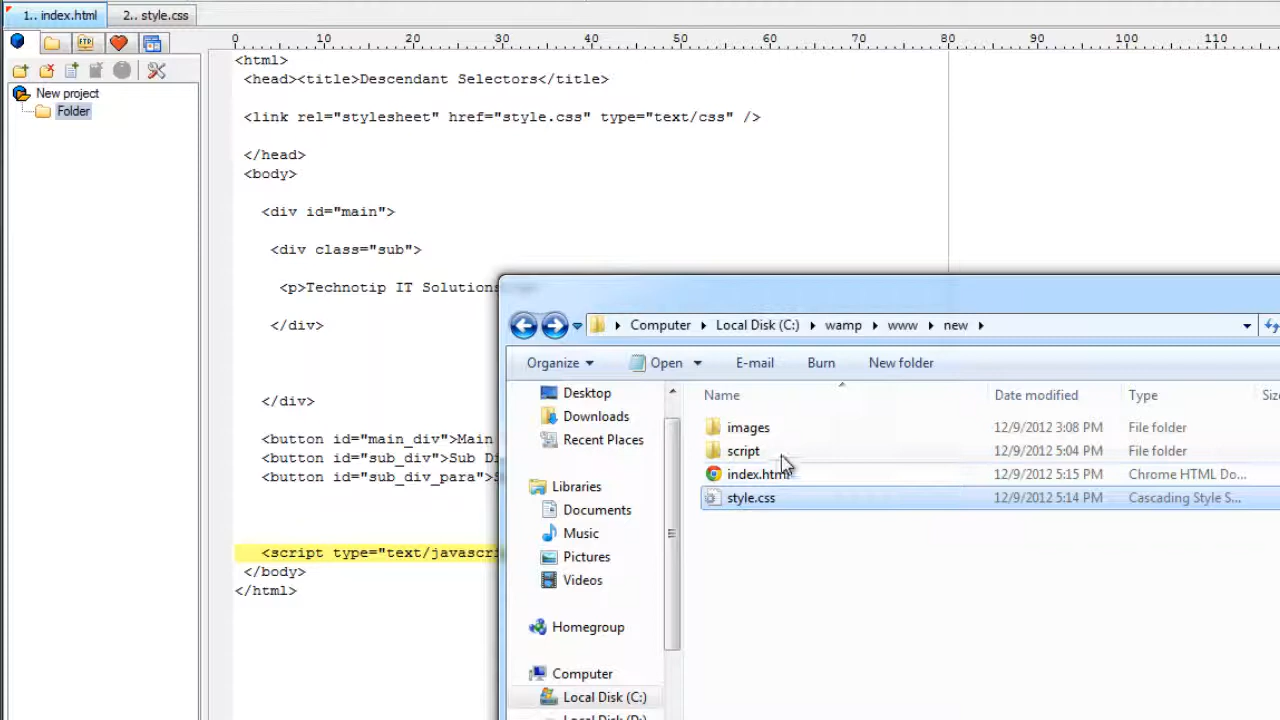 1.. index.html
2.. style.css
0 10 20 30 40 50 60 70 80 90 100 110
New project
Folder
<html>
<head><title>Descendant Selectors</title>
<link rel="stylesheet" href="style.css" type="text/css" />
</head>
<body>
<div id="main">
<div class="sub">
<p>Technotip IT Solutions
</div>
</div>
<button id="main_div">Main
<button id="sub_div">Sub Di
<button id="sub_div_para">S
<script type="text/javascri
</body>
</html>
Computer
Local Disk (C:)
wamp
www
new
Organize
Open
E-mail
Burn
New folder
Desktop
Downloads
Recent Places
Libraries
Documents
Music
Pictures
Videos
Homegroup
Computer
Local Disk (C:)
Local Disk (D:)
Name Date modified Type Siz
images 12/9/2012 3:08 PM File folder
script 12/9/2012 5:04 PM File folder
index.html 12/9/2012 5:15 PM Chrome HTML Do...
style.css 12/9/2012 5:14 PM Cascading Style S...